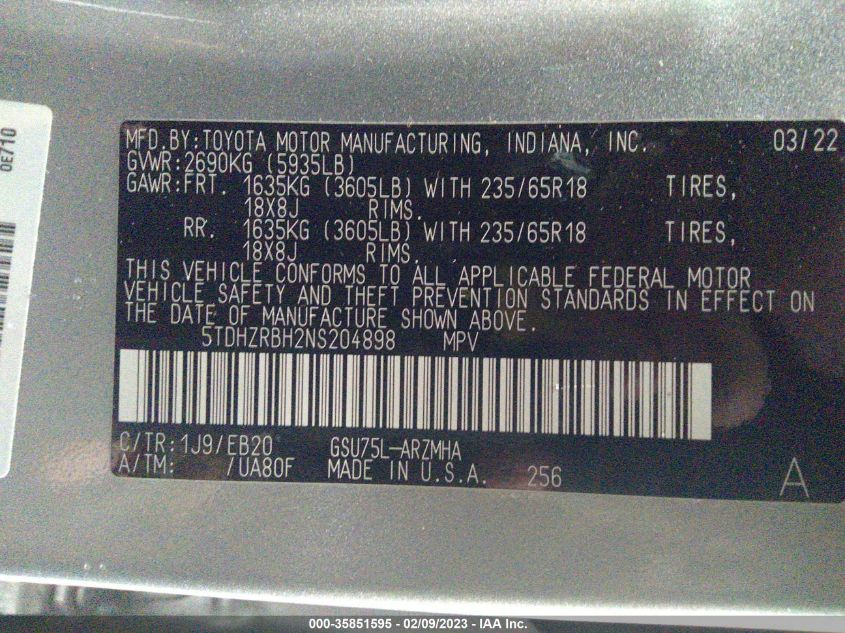 0E710
MFD.BY:TOYOTA MOTOR MANUFACTURING, INDIANA, INC. 03/22
GVWR:2690KG (5935LB)
GAWR:FRT. 1635KG (3605LB) WITH 235/65R18 TIRES,
18X8J RIMS.
RR. 1635KG (3605LB) WITH 235/65R18 TIRES,
18X8J RIMS.
THIS VEHICLE CONFORMS TO ALL APPLICABLE FEDERAL MOTOR
VEHICLE SAFETY AND THEFT PREVENTION STANDARDS IN EFFECT ON
THE DATE OF MANUFACTURE SHOWN ABOVE.
5TDHZRBH2NS204898 MPV
C/TR:1J9/EB20 GSU75L-ARZMHA
A/TM: /UA80F MADE IN U.S.A. 256 A
000-35851595 - 02/09/2023 - IAA Inc.